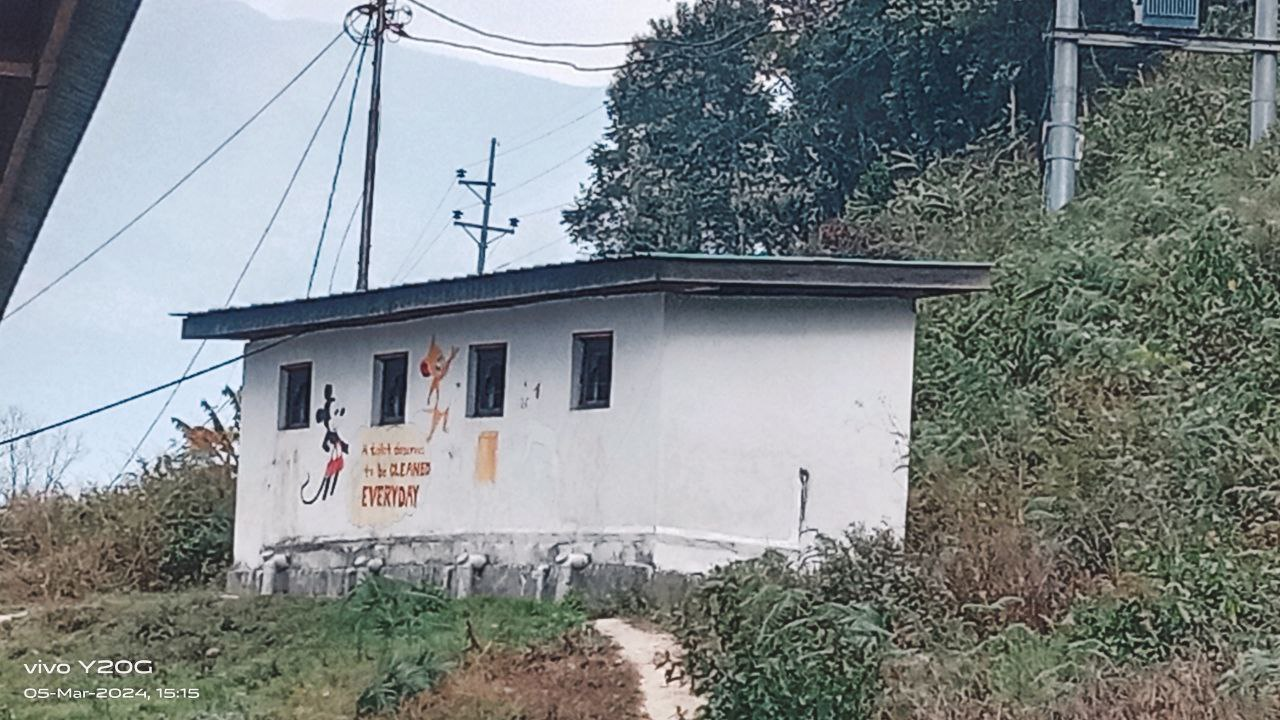 A toilet deserves
to be CLEANED
EVERYDAY
vivo Y20G
05-Mar-2024, 15:15